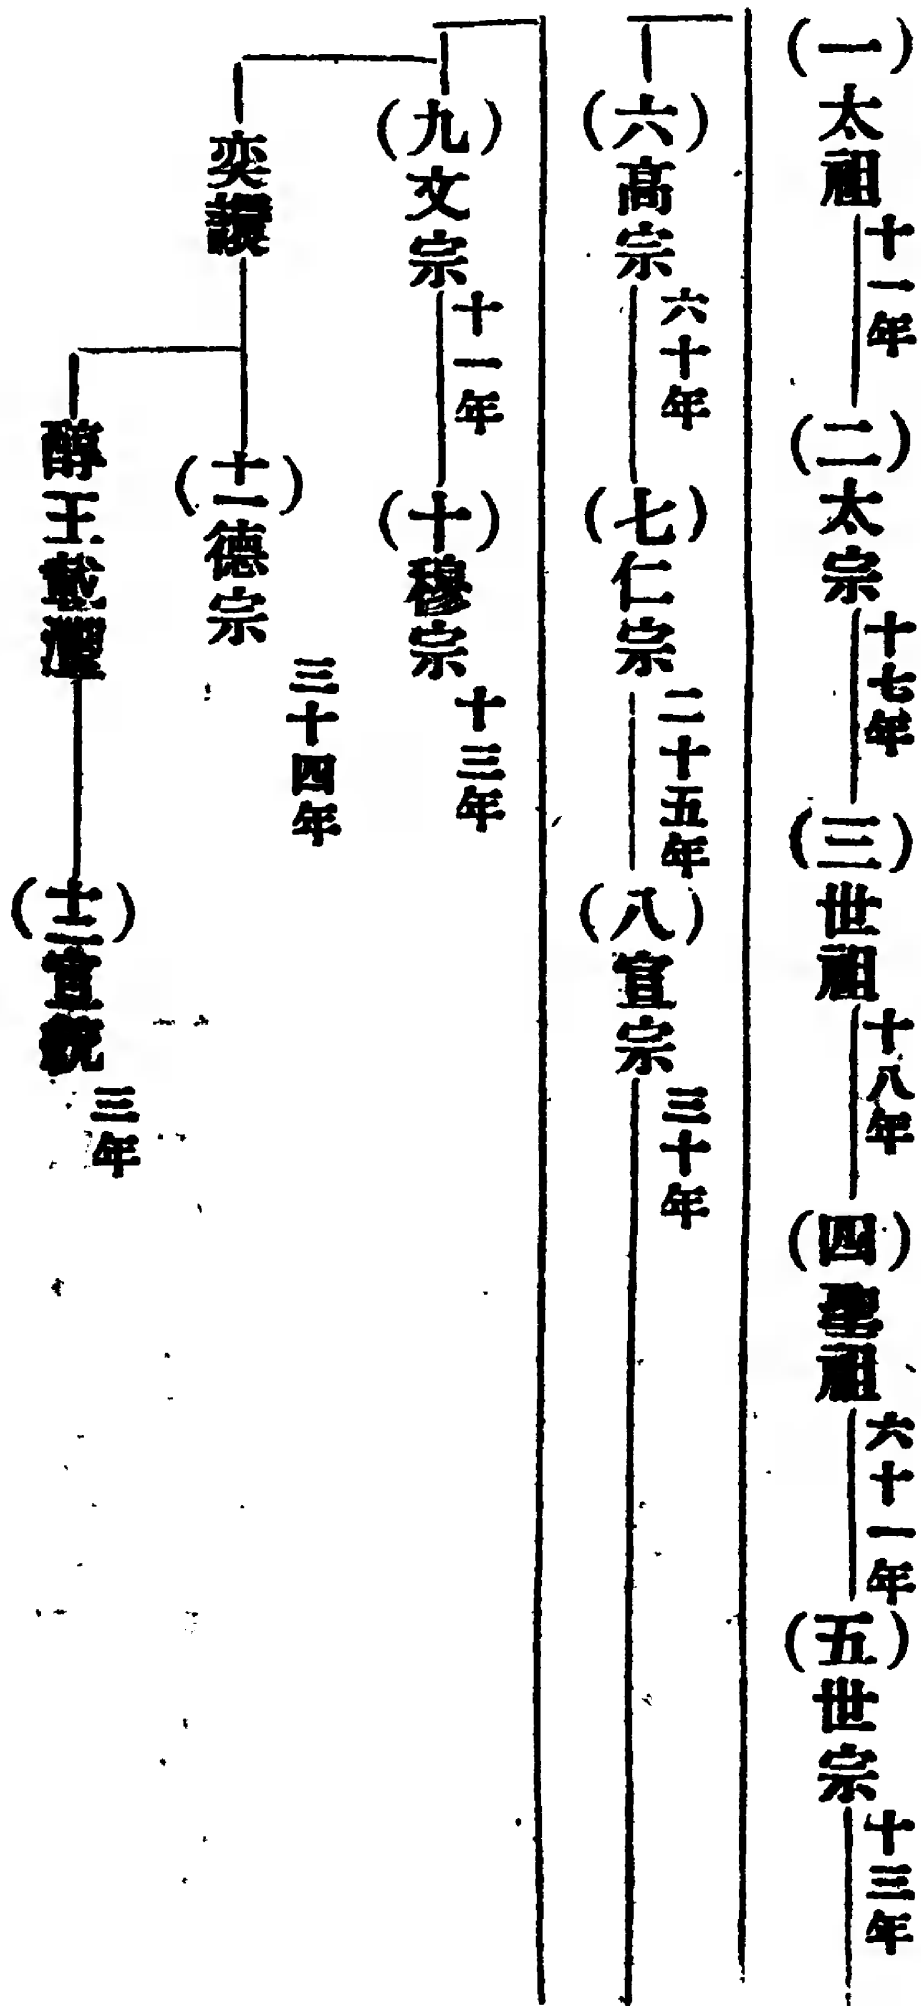 (一)太祖 十一年 (二)太宗 十七年 (三)世祖 十八年 (四)聖祖 六十一年 (五)世宗 十三年
(六)高宗 六十年 (七)仁宗 二十五年 (八)宣宗 三十年
(九)文宗 十一年 (十)穆宗 十三年
奕譞 (十一)德宗 三十四年
醇王載灃 (十二)宣統 三年